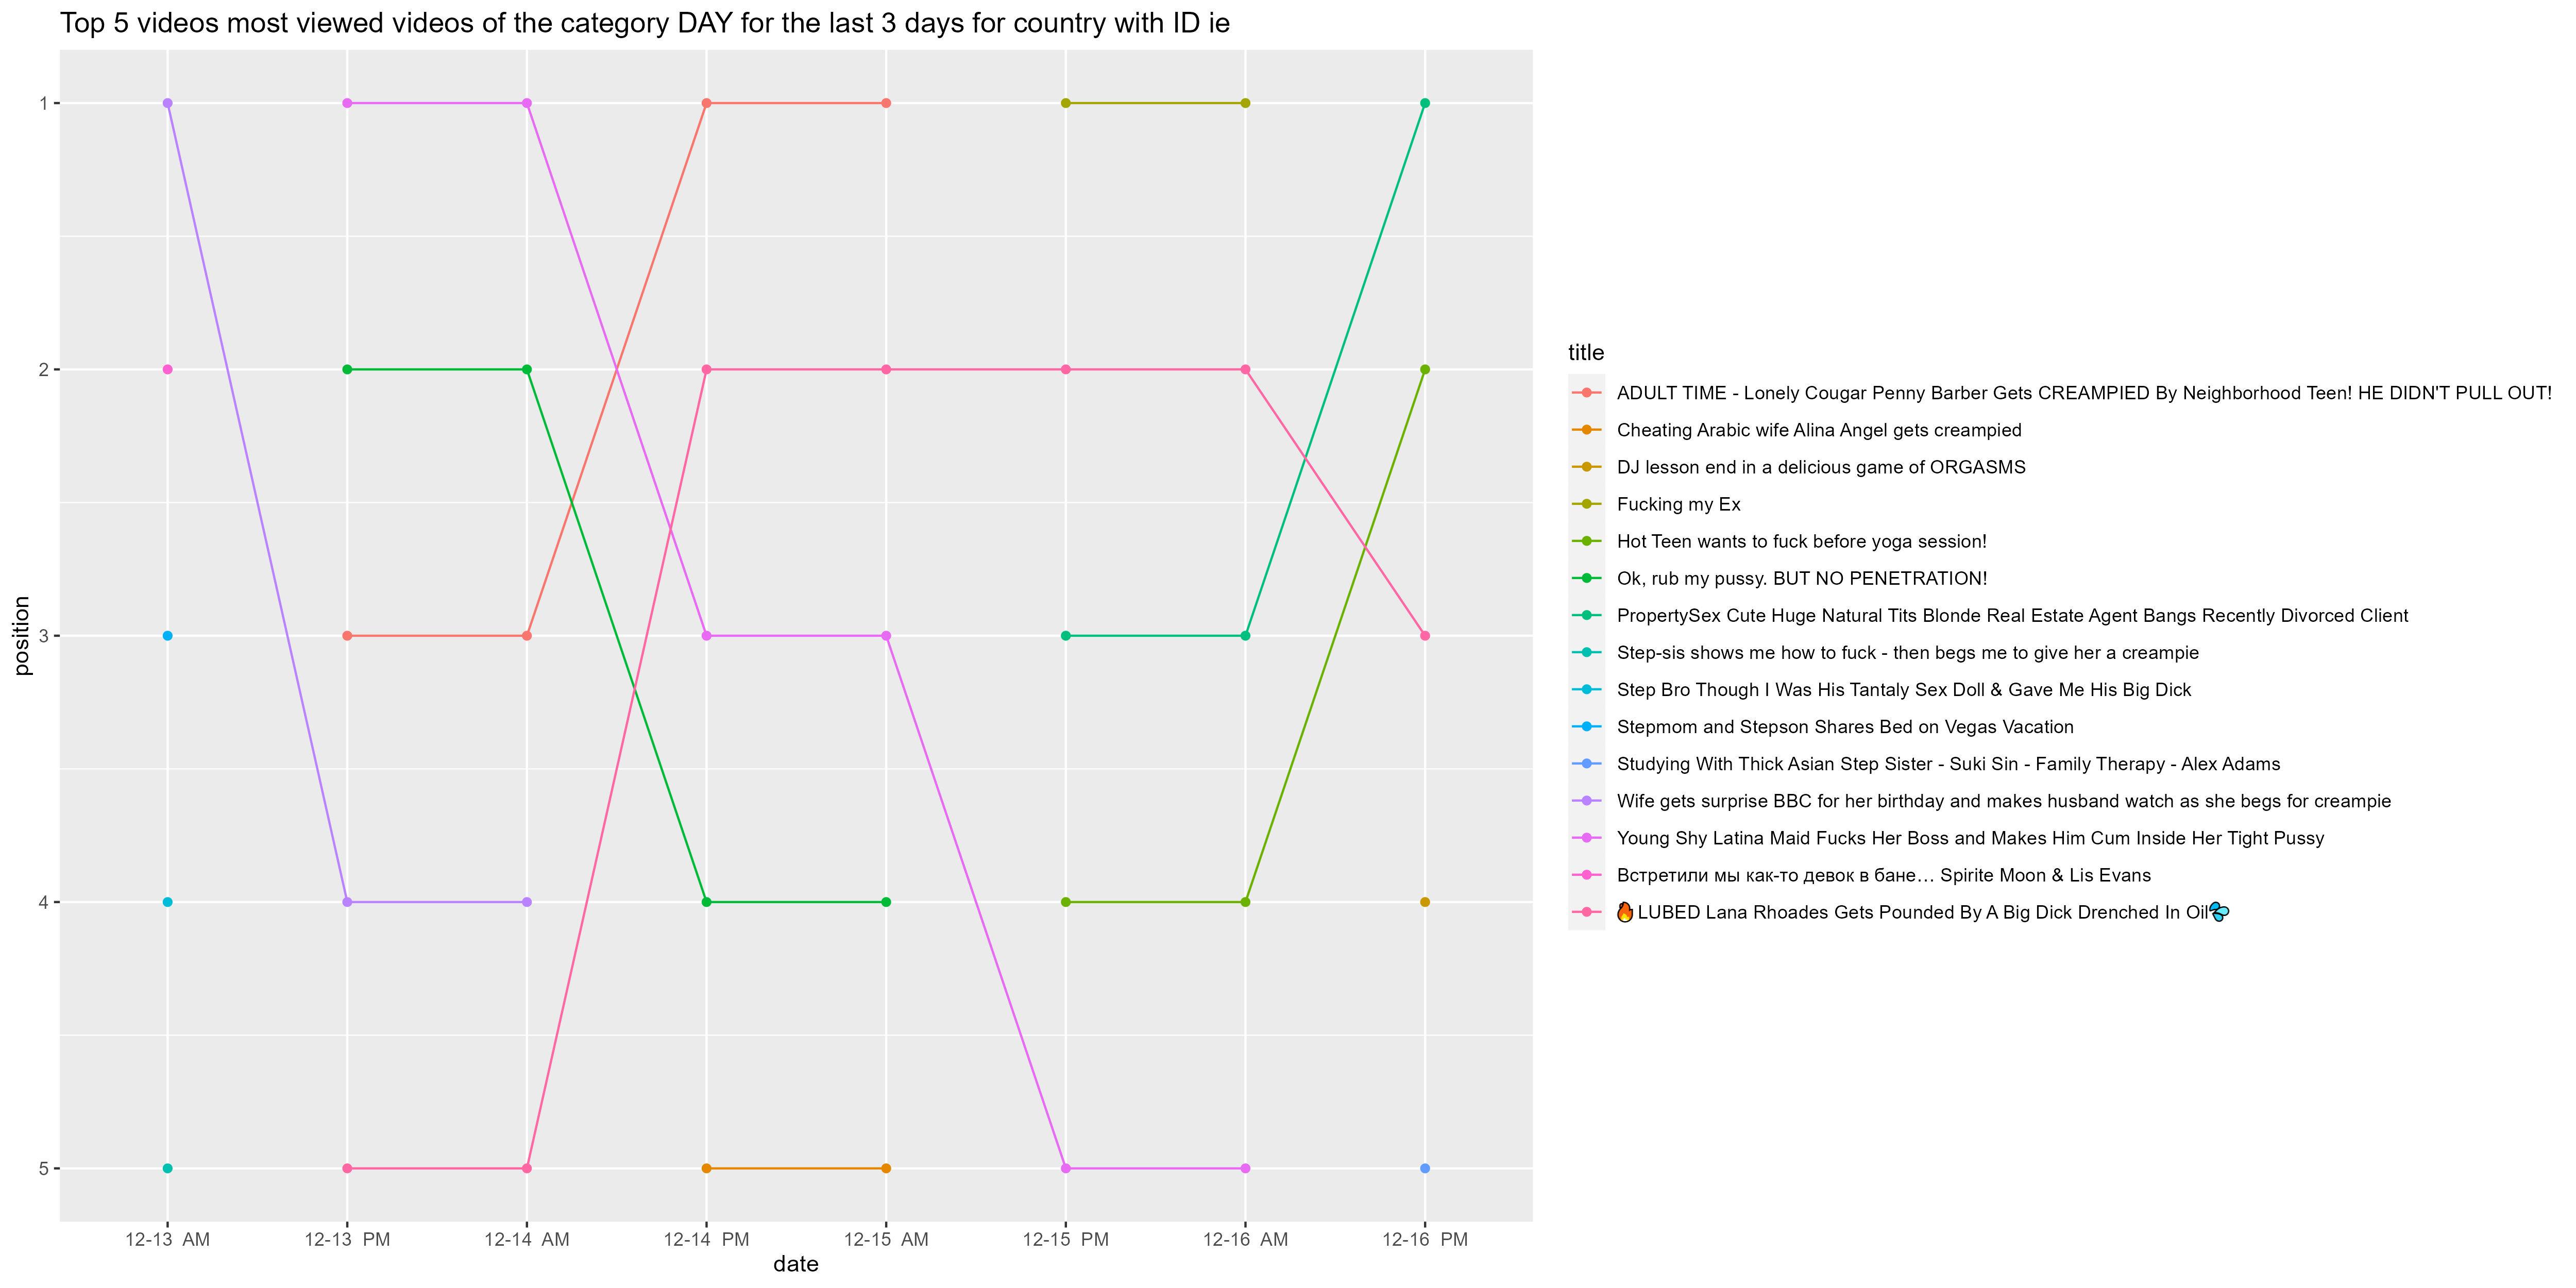 Top 5 videos most viewed videos of the category DAY for the last 3 days for country with ID ie
position
1
2
3
4
5
12-13 AM
12-13 PM
12-14 AM
12-14 PM
12-15 AM
12-15 PM
12-16 AM
12-16 PM
date
title
ADULT TIME - Lonely Cougar Penny Barber Gets CREAMPIED By Neighborhood Teen! HE DIDN'T PULL OUT!
Cheating Arabic wife Alina Angel gets creampied
DJ lesson end in a delicious game of ORGASMS
Fucking my Ex
Hot Teen wants to fuck before yoga session!
Ok, rub my pussy. BUT NO PENETRATION!
PropertySex Cute Huge Natural Tits Blonde Real Estate Agent Bangs Recently Divorced Client
Step-sis shows me how to fuck - then begs me to give her a creampie
Step Bro Though I Was His Tantaly Sex Doll & Gave Me His Big Dick
Stepmom and Stepson Shares Bed on Vegas Vacation
Studying With Thick Asian Step Sister - Suki Sin - Family Therapy - Alex Adams
Wife gets surprise BBC for her birthday and makes husband watch as she begs for creampie
Young Shy Latina Maid Fucks Her Boss and Makes Him Cum Inside Her Tight Pussy
Встретили мы как-то девок в бане… Spirite Moon & Lis Evans
🔥LUBED Lana Rhoades Gets Pounded By A Big Dick Drenched In Oil💦